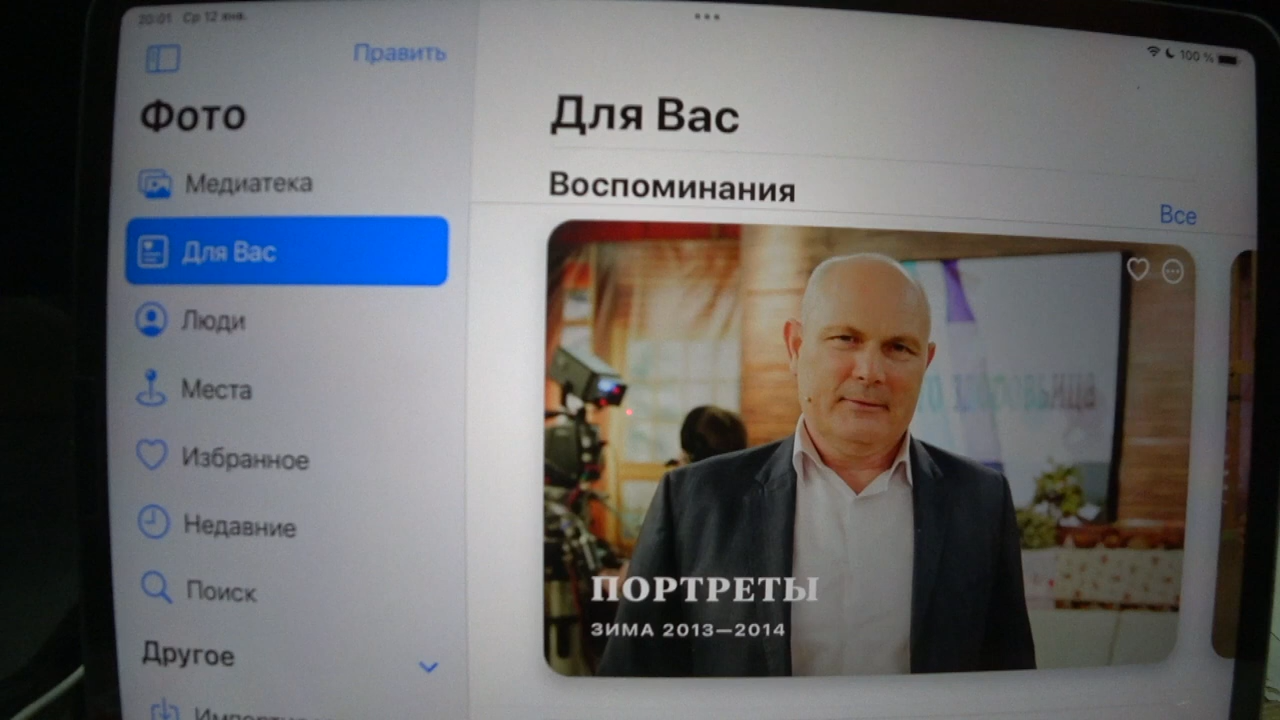 20:01 Ср 12 янв.
100 %
Править
Фото
Медиатека
Для Вас
Люди
Места
Избранное
Недавние
Поиск
Другое
Для Вас
Воспоминания
Все
ПОРТРЕТЫ
ЗИМА 2013—2014